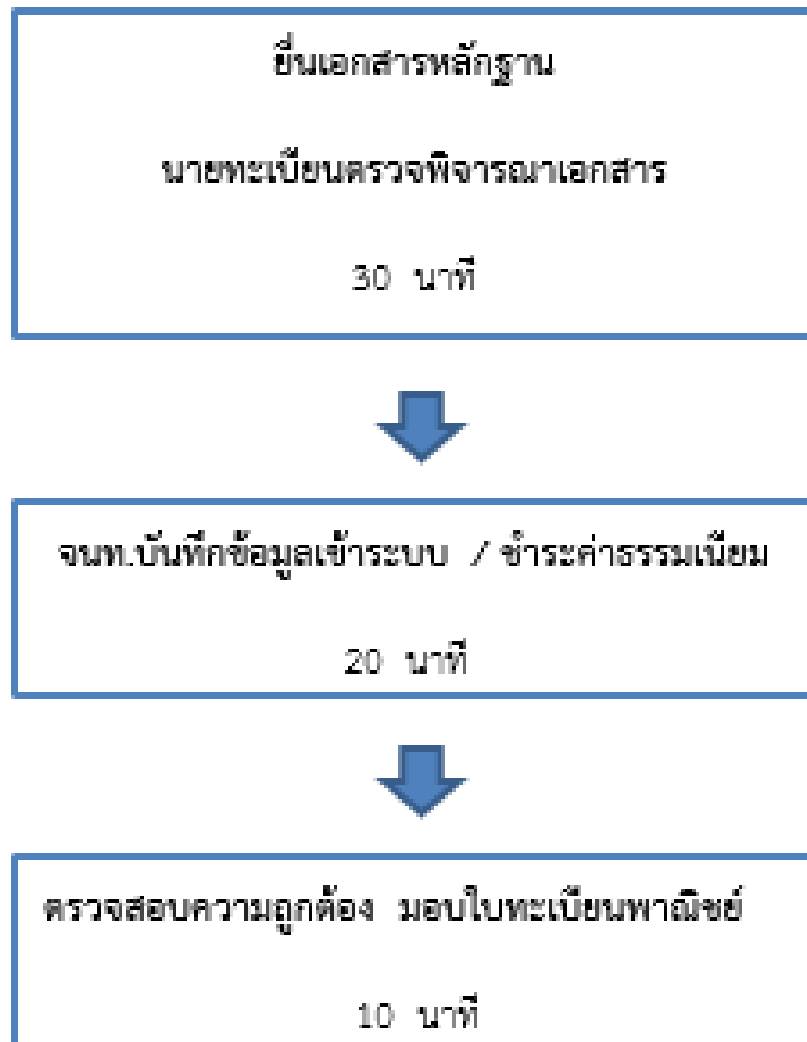 ยื่นเอกสารหลักฐาน
นายทะเบียนตรวจพิจารณาเอกสาร
30 นาที
จนท.บันทึกข้อมูลเข้าระบบ / ชำระค่าธรรมเนียม
20 นาที
ตรวจสอบความถูกต้อง มอบใบทะเบียนพาณิชย์
10 นาที